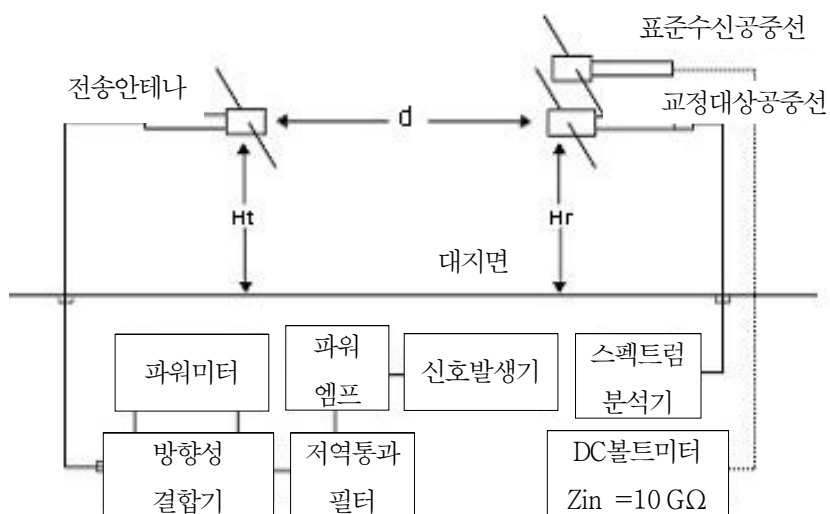 표준수신공중선
전송안테나
교정대상공중선
d
Ht
Hr
대지면
파워미터
파워
엠프
신호발생기
스펙트럼
분석기
방향성
결합기
저역통과
필터
DC볼트미터
Zin =10 GΩ